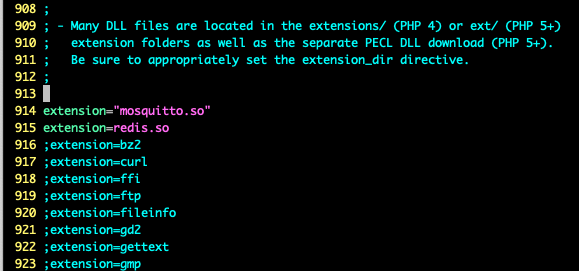 908 ;
909 ; - Many DLL files are located in the extensions/ (PHP 4) or ext/ (PHP 5+)
910 ;   extension folders as well as the separate PECL DLL download (PHP 5+).
911 ;   Be sure to appropriately set the extension_dir directive.
912 ;
913
914 extension="mosquitto.so"
915 extension=redis.so
916 ;extension=bz2
917 ;extension=curl
918 ;extension=ffi
919 ;extension=ftp
920 ;extension=fileinfo
921 ;extension=gd2
922 ;extension=gettext
923 ;extension=gmp